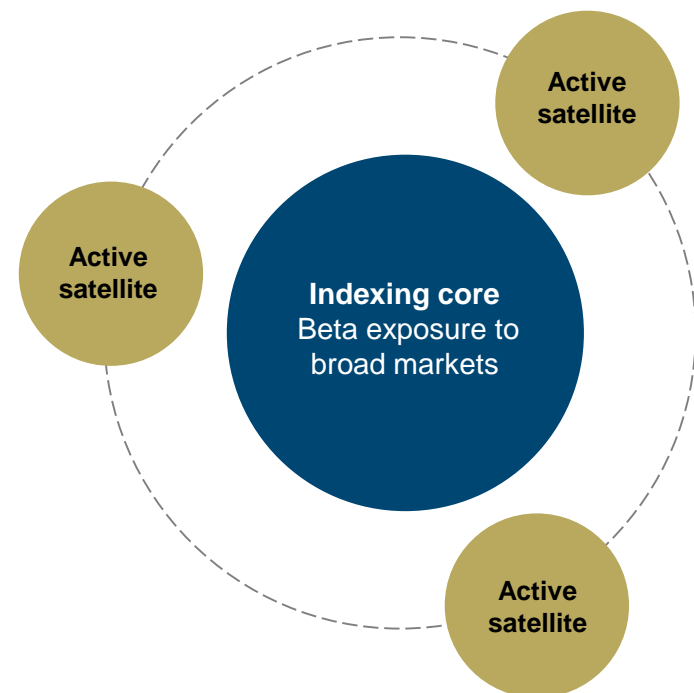 Active
satellite
Active
satellite
Indexing core
Beta exposure to
broad markets
Active
satellite